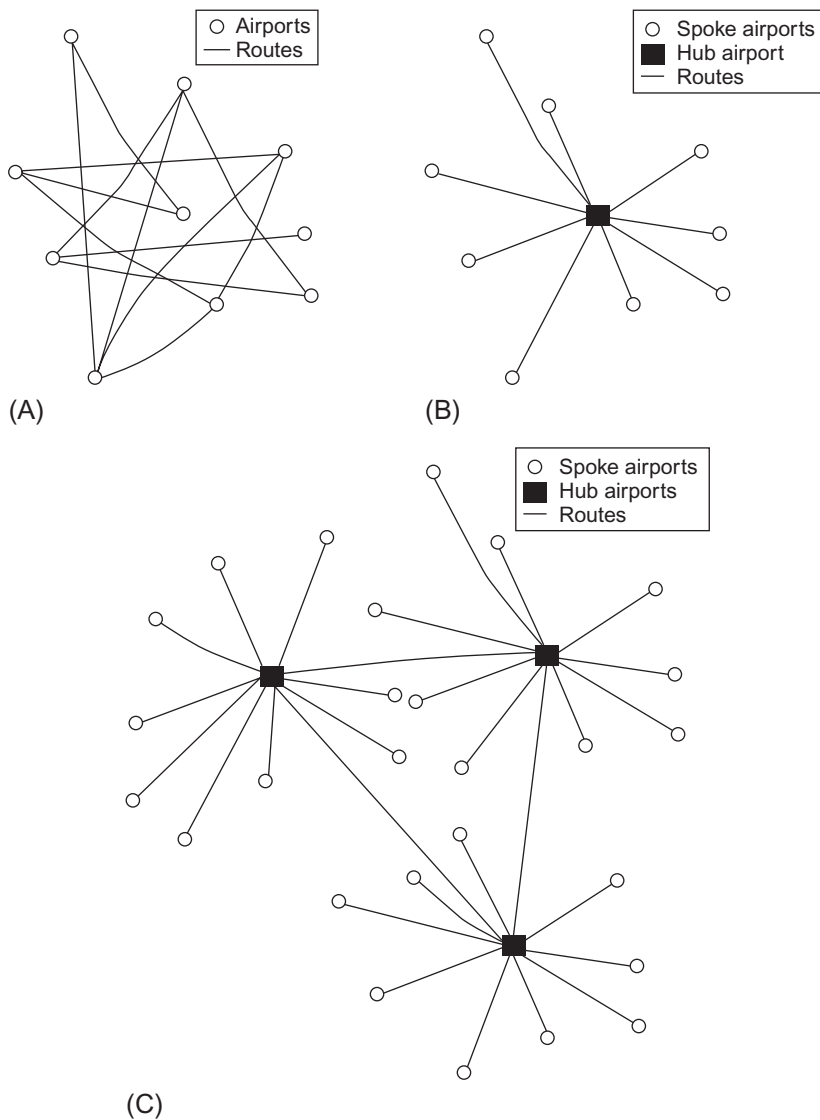 Airports
Routes
(A)
Spoke airports
Hub airport
Routes
(B)
Spoke airports
Hub airports
Routes
(C)